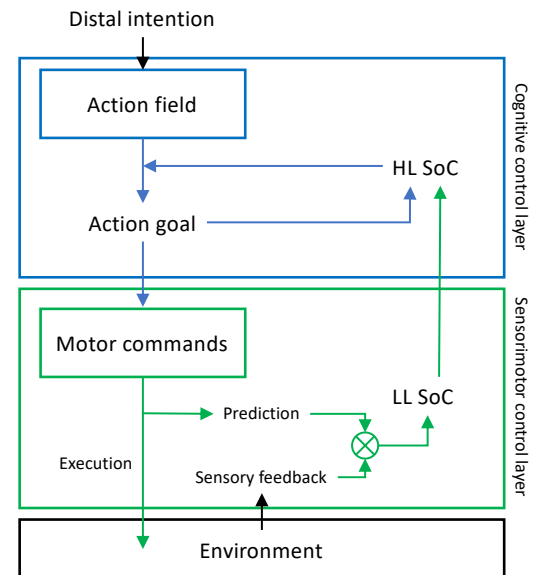 Distal intention
Action field
HL SoC
Action goal
Cognitive control layer
Motor commands
LL SoC
Prediction
Execution
Sensory feedback
Sensorimotor control layer
Environment